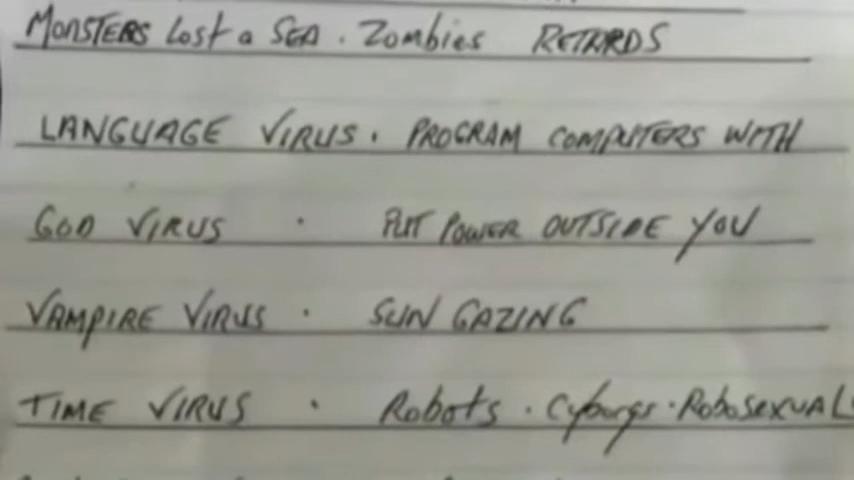 MONSTERS Lost a SEA . Zombies RETARDS
LANGUAGE VIRUS . PROGRAM COMPUTERS WITH
GOD VIRUS . PUT POWER OUTSIDE YOU
VAMPIRE VIRUS . SUN GAZING
TIME VIRUS . Robots . Cyborgs . ROBOSEXUAL